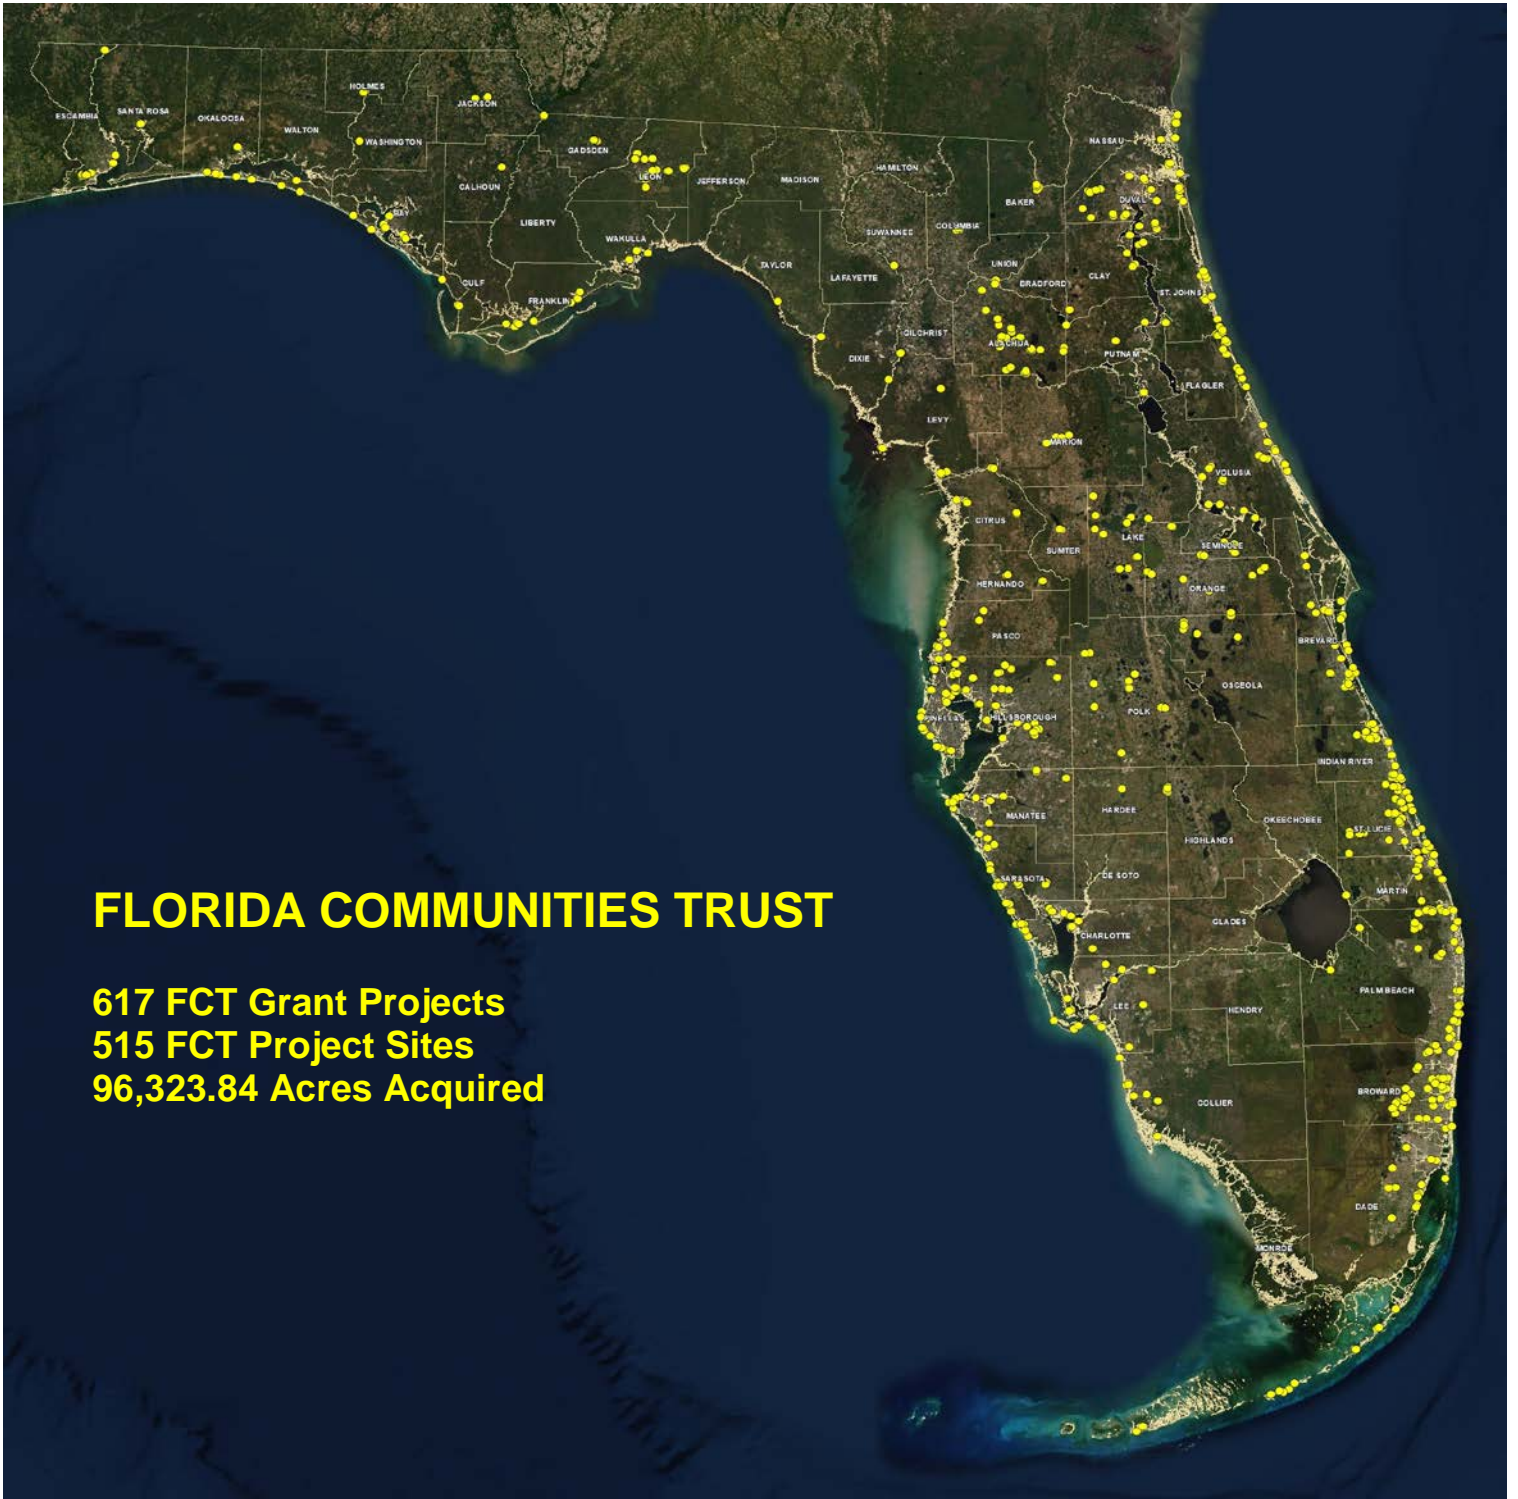 HOLMES
JACKSON
ESCAMBIA
SANTA ROSA
OKALOOSA
WALTON
WASHINGTON
GADSDEN
NASSAU
CALHOUN
LEON
JEFFERSON
MADISON
HAMILTON
BAKER
DUVAL
BAY
LIBERTY
WAKULLA
SUWANNEE
COLUMBIA
TAYLOR
LAFAYETTE
UNION
BRADFORD
CLAY
ST. JOHNS
GULF
FRANKLIN
GILCHRIST
ALACHUA
DIXIE
PUTNAM
FLAGLER
LEVY
MARION
VOLUSIA
CITRUS
SUMTER
LAKE
SEMINOLE
HERNANDO
ORANGE
PASCO
BREVARD
OSCEOLA
PINELLAS
HILLSBOROUGH
POLK
INDIAN RIVER
MANATEE
HARDEE
OKEECHOBEE
HIGHLANDS
ST. LUCIE
SARASOTA
DE SOTO
MARTIN
FLORIDA COMMUNITIES TRUST
CHARLOTTE
GLADES
617 FCT Grant Projects
PALM BEACH
LEE
HENDRY
515 FCT Project Sites
96,323.84 Acres Acquired
BROWARD
COLLIER
DADE
MONROE